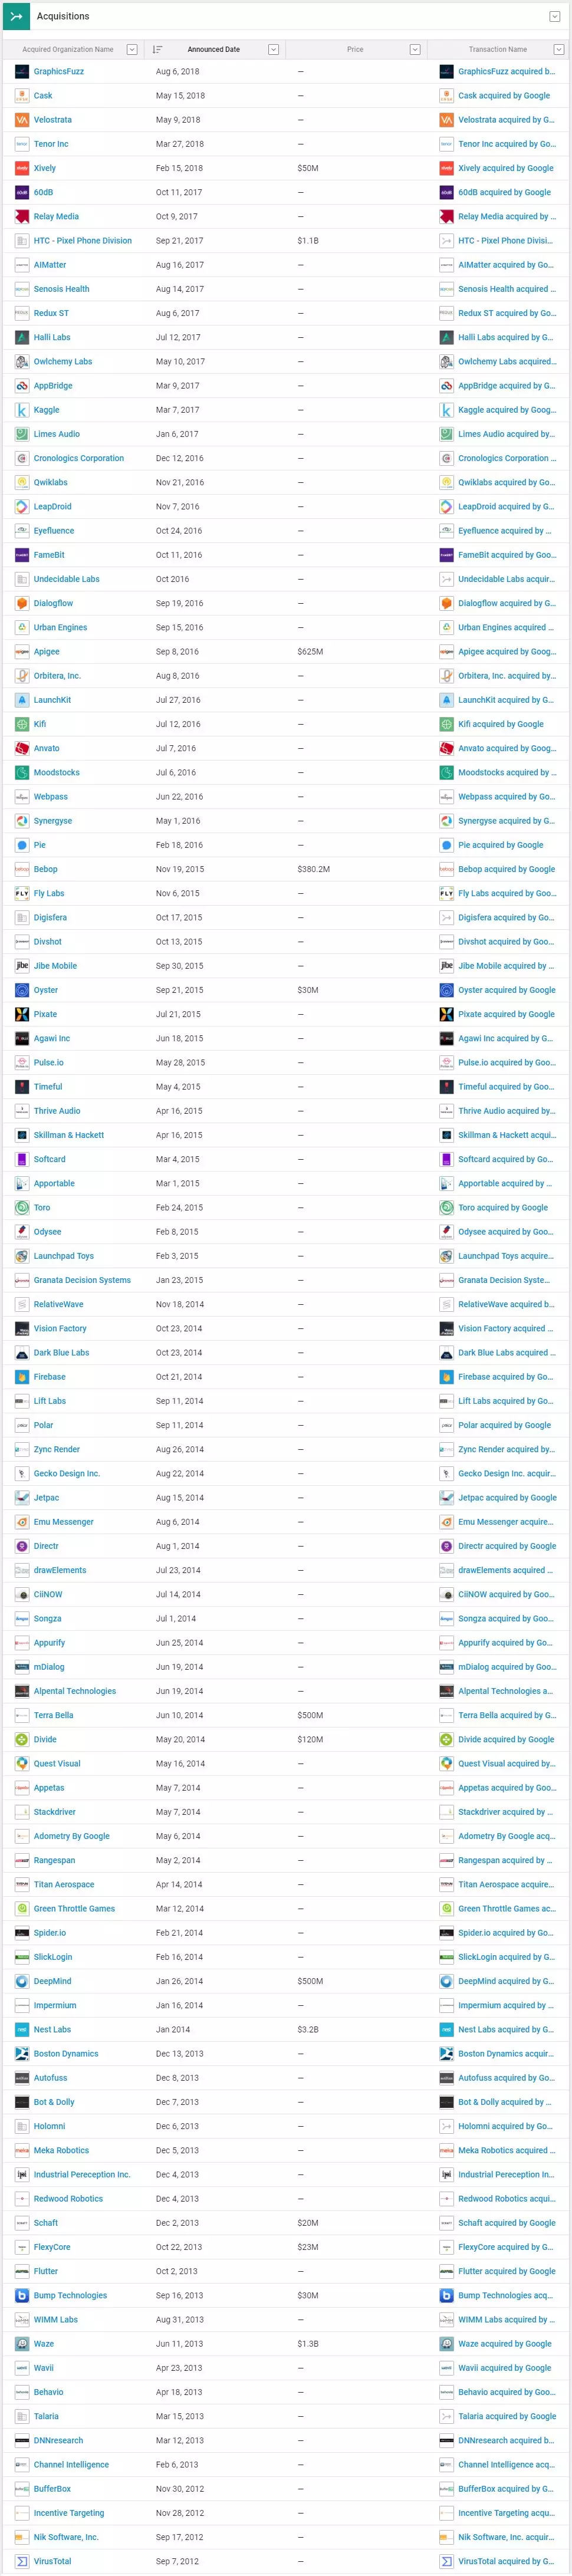 Acquisitions
Acquired Organization Name Announced Date Price Transaction Name
GraphicsFuzz Aug 6, 2018 — GraphicsFuzz acquired b...
Cask May 15, 2018 — Cask acquired by Google
Velostrata May 9, 2018 — Velostrata acquired by G...
Tenor Inc Mar 27, 2018 — Tenor Inc acquired by Go...
Xively Feb 15, 2018 $50M Xively acquired by Google
60dB Oct 11, 2017 — 60dB acquired by Google
Relay Media Oct 9, 2017 — Relay Media acquired by ...
HTC - Pixel Phone Division Sep 21, 2017 $1.1B HTC - Pixel Phone Divisi...
AIMatter Aug 16, 2017 — AIMatter acquired by Go...
Senosis Health Aug 14, 2017 — Senosis Health acquired ...
Redux ST Aug 6, 2017 — Redux ST acquired by Go...
Halli Labs Jul 12, 2017 — Halli Labs acquired by G...
Owlchemy Labs May 10, 2017 — Owlchemy Labs acquired...
AppBridge Mar 9, 2017 — AppBridge acquired by G...
Kaggle Mar 7, 2017 — Kaggle acquired by Goog...
Limes Audio Jan 6, 2017 — Limes Audio acquired by...
Cronologics Corporation Dec 12, 2016 — Cronologics Corporation ...
Qwiklabs Nov 21, 2016 — Qwiklabs acquired by Go...
LeapDroid Nov 7, 2016 — LeapDroid acquired by G...
Eyefluence Oct 24, 2016 — Eyefluence acquired by ...
FameBit Oct 11, 2016 — FameBit acquired by Goo...
Undecidable Labs Oct 2016 — Undecidable Labs acquir...
Dialogflow Sep 19, 2016 — Dialogflow acquired by G...
Urban Engines Sep 15, 2016 — Urban Engines acquired ...
Apigee Sep 8, 2016 $625M Apigee acquired by Goog...
Orbitera, Inc. Aug 8, 2016 — Orbitera, Inc. acquired by...
LaunchKit Jul 27, 2016 — LaunchKit acquired by G...
Kifi Jul 12, 2016 — Kifi acquired by Google
Anvato Jul 7, 2016 — Anvato acquired by Goog...
Moodstocks Jul 6, 2016 — Moodstocks acquired by ...
Webpass Jun 22, 2016 — Webpass acquired by Go...
Synergyse May 1, 2016 — Synergyse acquired by G...
Pie Feb 18, 2016 — Pie acquired by Google
Bebop Nov 19, 2015 $380.2M Bebop acquired by Google
Fly Labs Nov 6, 2015 — Fly Labs acquired by Goo...
Digisfera Oct 17, 2015 — Digisfera acquired by Go...
Divshot Oct 13, 2015 — Divshot acquired by Goo...
Jibe Mobile Sep 30, 2015 — Jibe Mobile acquired by ...
Oyster Sep 21, 2015 $30M Oyster acquired by Google
Pixate Jul 21, 2015 — Pixate acquired by Google
Agawi Inc Jun 18, 2015 — Agawi Inc acquired by G...
Pulse.io May 28, 2015 — Pulse.io acquired by Goo...
Timeful May 4, 2015 — Timeful acquired by Goo...
Thrive Audio Apr 16, 2015 — Thrive Audio acquired by...
Skillman & Hackett Apr 16, 2015 — Skillman & Hackett acqui...
Softcard Mar 4, 2015 — Softcard acquired by Go...
Apportable Mar 1, 2015 — Apportable acquired by ...
Toro Feb 24, 2015 — Toro acquired by Google
Odysee Feb 8, 2015 — Odysee acquired by Goo...
Launchpad Toys Feb 3, 2015 — Launchpad Toys acquire...
Granata Decision Systems Jan 23, 2015 — Granata Decision Syste...
RelativeWave Nov 18, 2014 — RelativeWave acquired b...
Vision Factory Oct 23, 2014 — Vision Factory acquired ...
Dark Blue Labs Oct 23, 2014 — Dark Blue Labs acquired ...
Firebase Oct 21, 2014 — Firebase acquired by Go...
Lift Labs Sep 11, 2014 — Lift Labs acquired by Go...
Polar Sep 11, 2014 — Polar acquired by Google
Zync Render Aug 26, 2014 — Zync Render acquired by...
Gecko Design Inc. Aug 22, 2014 — Gecko Design Inc. acquir...
Jetpac Aug 15, 2014 — Jetpac acquired by Google
Emu Messenger Aug 6, 2014 — Emu Messenger acquire...
Directr Aug 1, 2014 — Directr acquired by Google
drawElements Jul 23, 2014 — drawElements acquired ...
CiiNOW Jul 14, 2014 — CiiNOW acquired by Goo...
Songza Jul 1, 2014 — Songza acquired by Goo...
Appurify Jun 25, 2014 — Appurify acquired by Go...
mDialog Jun 19, 2014 — mDialog acquired by Goo...
Alpental Technologies Jun 19, 2014 — Alpental Technologies a...
Terra Bella Jun 10, 2014 $500M Terra Bella acquired by G...
Divide May 20, 2014 $120M Divide acquired by Google
Quest Visual May 16, 2014 — Quest Visual acquired by...
Appetas May 7, 2014 — Appetas acquired by Goo...
Stackdriver May 7, 2014 — Stackdriver acquired by ...
Adometry By Google May 6, 2014 — Adometry By Google acq...
Rangespan May 2, 2014 — Rangespan acquired by ...
Titan Aerospace Apr 14, 2014 — Titan Aerospace acquire...
Green Throttle Games Mar 12, 2014 — Green Throttle Games ac...
Spider.io Feb 21, 2014 — Spider.io acquired by Go...
SlickLogin Feb 16, 2014 — SlickLogin acquired by G...
DeepMind Jan 26, 2014 $500M DeepMind acquired by G...
Impermium Jan 16, 2014 — Impermium acquired by ...
Nest Labs Jan 2014 $3.2B Nest Labs acquired by G...
Boston Dynamics Dec 13, 2013 — Boston Dynamics acquir...
Autofuss Dec 8, 2013 — Autofuss acquired by Go...
Bot & Dolly Dec 7, 2013 — Bot & Dolly acquired by ...
Holomni Dec 6, 2013 — Holomni acquired by Go...
Meka Robotics Dec 5, 2013 — Meka Robotics acquired ...
Industrial Pereception Inc. Dec 4, 2013 — Industrial Pereception In...
Redwood Robotics Dec 4, 2013 — Redwood Robotics acqui...
Schaft Dec 2, 2013 $20M Schaft acquired by Google
FlexyCore Oct 22, 2013 $23M FlexyCore acquired by G...
Flutter Oct 2, 2013 — Flutter acquired by Google
Bump Technologies Sep 16, 2013 $30M Bump Technologies acq...
WIMM Labs Aug 31, 2013 — WIMM Labs acquired by ...
Waze Jun 11, 2013 $1.3B Waze acquired by Google
Wavii Apr 23, 2013 — Wavii acquired by Google
Behavio Apr 18, 2013 — Behavio acquired by Goo...
Talaria Mar 15, 2013 — Talaria acquired by Google
DNNresearch Mar 12, 2013 — DNNresearch acquired b...
Channel Intelligence Feb 6, 2013 — Channel Intelligence acq...
BufferBox Nov 30, 2012 — BufferBox acquired by G...
Incentive Targeting Nov 28, 2012 — Incentive Targeting acqu...
Nik Software, Inc. Sep 17, 2012 — Nik Software, Inc. acquir...
VirusTotal Sep 7, 2012 — VirusTotal acquired by G...